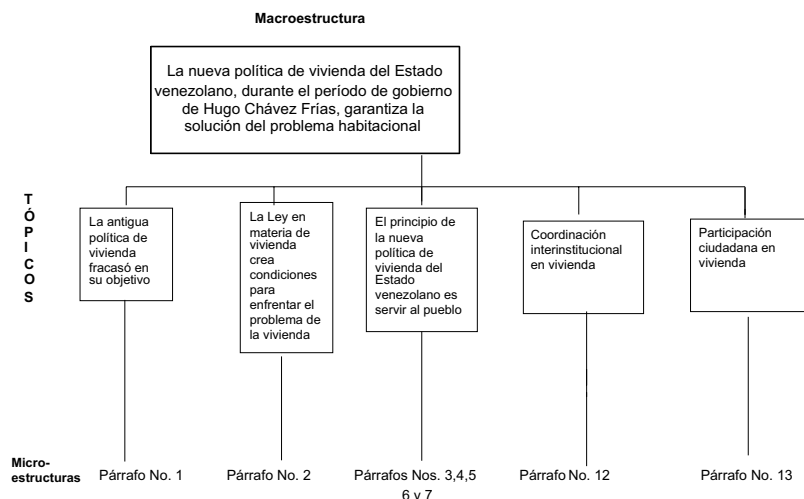 Macroestructura
La nueva política de vivienda del Estado
venezolano, durante el período de gobierno
de Hugo Chávez Frías, garantiza la
solución del problema habitacional
T
Ó
P
I
C
O
S
La antigua
política de
vivienda
fracasó en
su objetivo
La Ley en
materia de
vivienda
crea
condiciones
para
enfrentar el
problema de
la vivienda
El principio de
la nueva
política de
vivienda del
Estado
venezolano es
servir al pueblo
Coordinación
interinstitucional
en vivienda
Participación
ciudadana en
vivienda
Micro-
estructuras
Párrafo No. 1
Párrafo No. 2
Párrafos Nos. 3,4,5
6 y 7
Párrafo No. 12
Párrafo No. 13